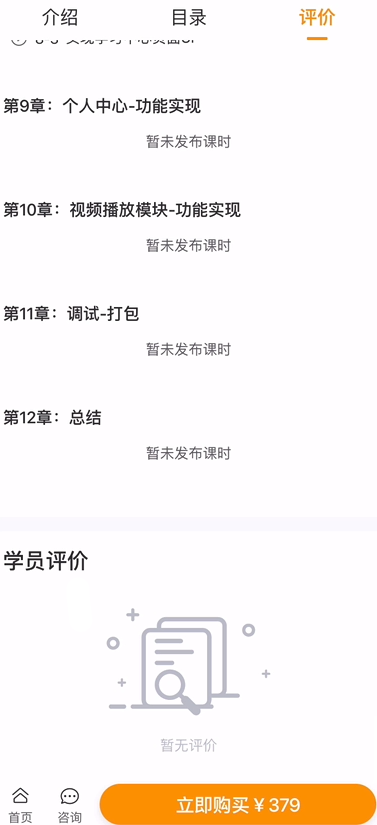 介绍
目录
评价
第9章：个人中心-功能实现
暂未发布课时
第10章：视频播放模块-功能实现
暂未发布课时
第11章：调试-打包
暂未发布课时
第12章：总结
暂未发布课时
学员评价
暂无评价
首页
咨询
立即购买￥379